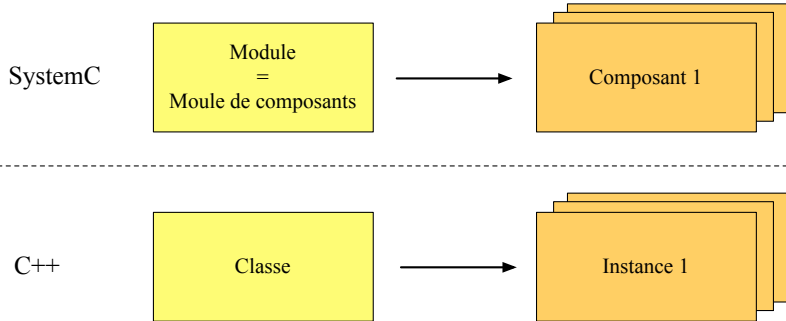 SystemC
Module
=
Moule de composants
Composant 1
C++
Classe
Instance 1